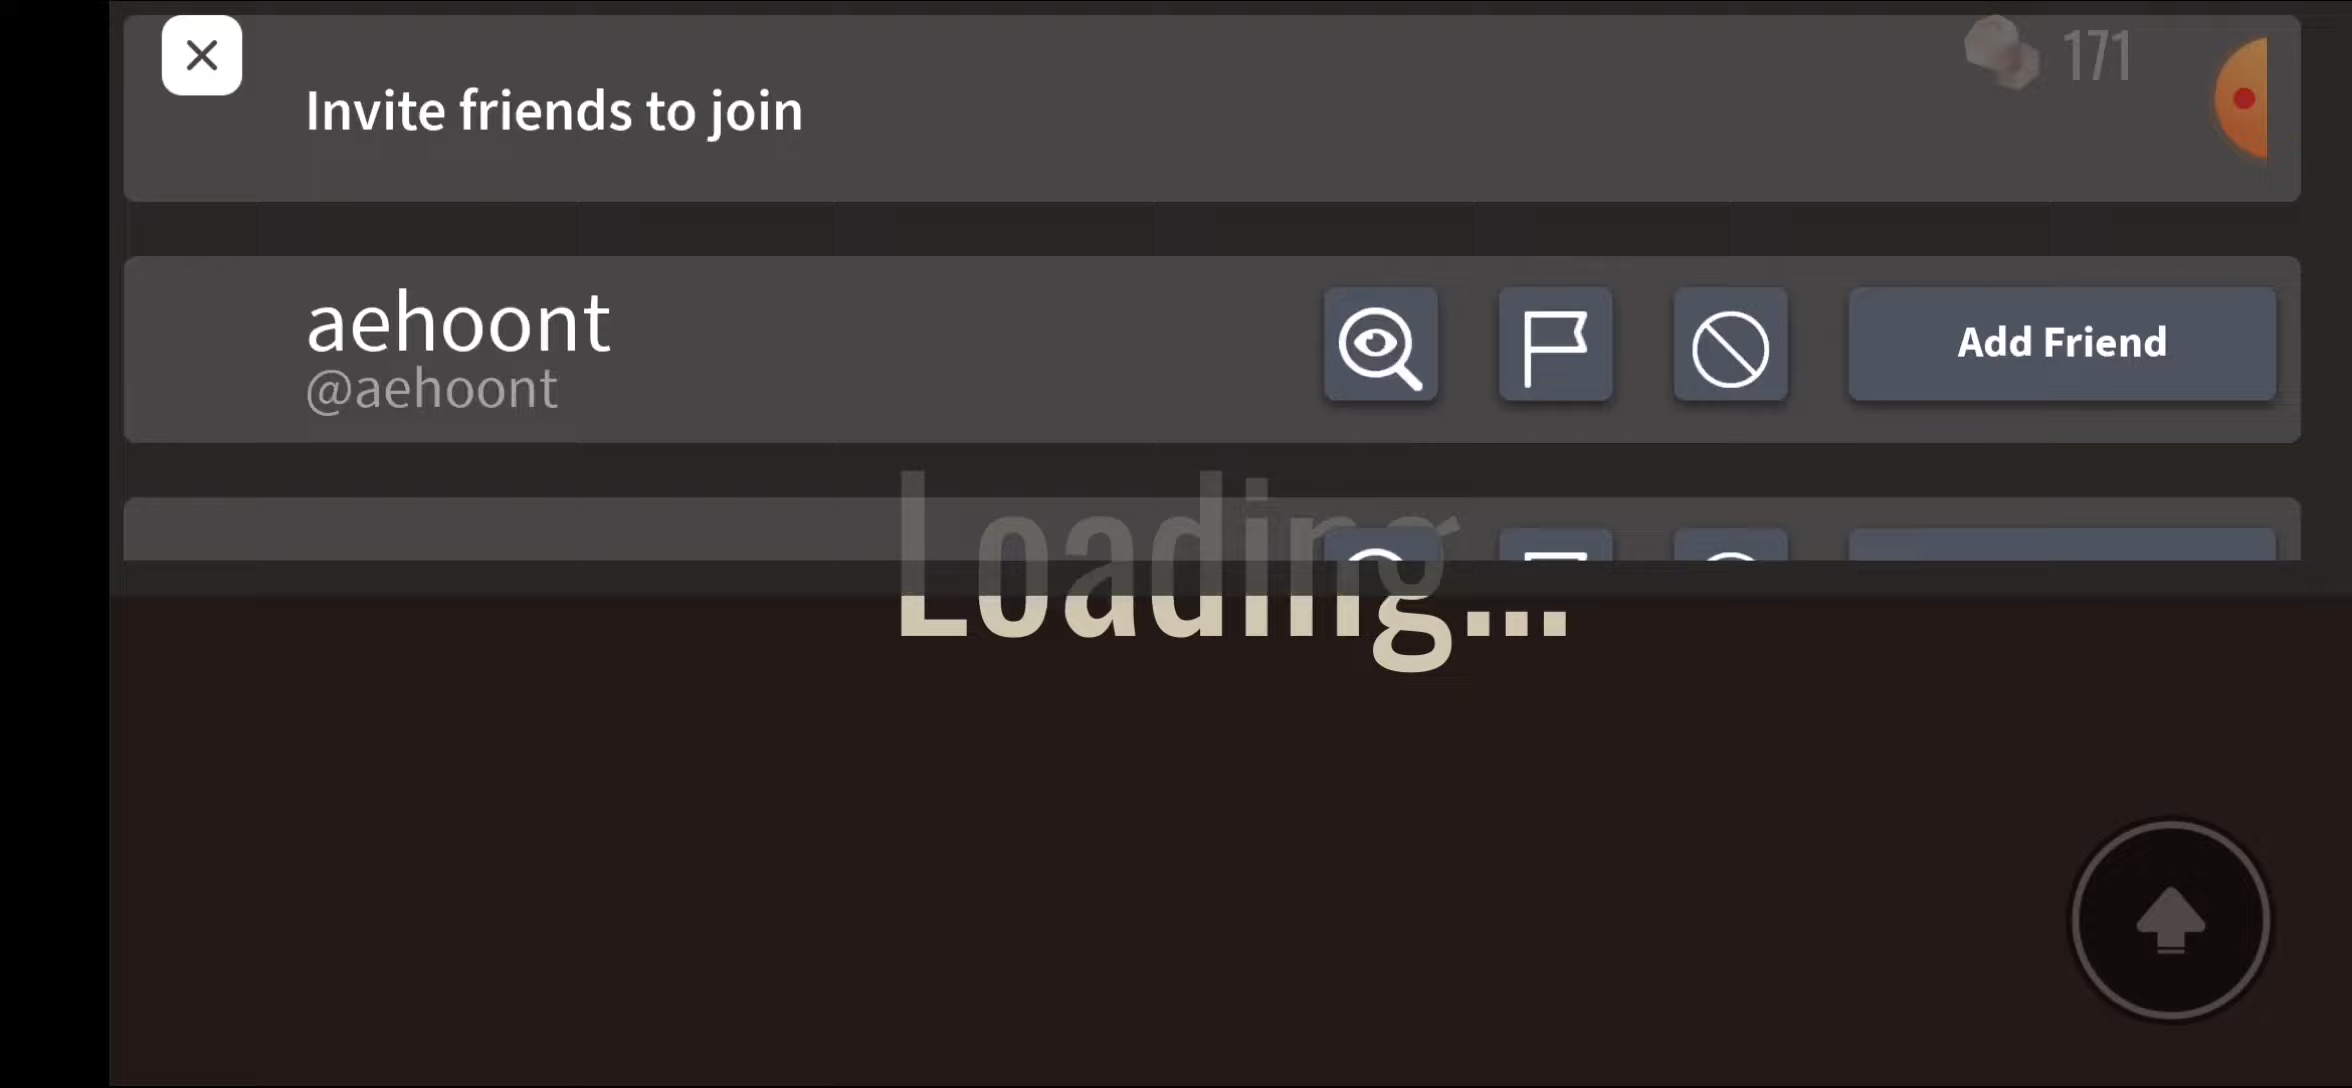 171
Invite friends to join
aehoont
@aehoont
Add Friend
Loading...